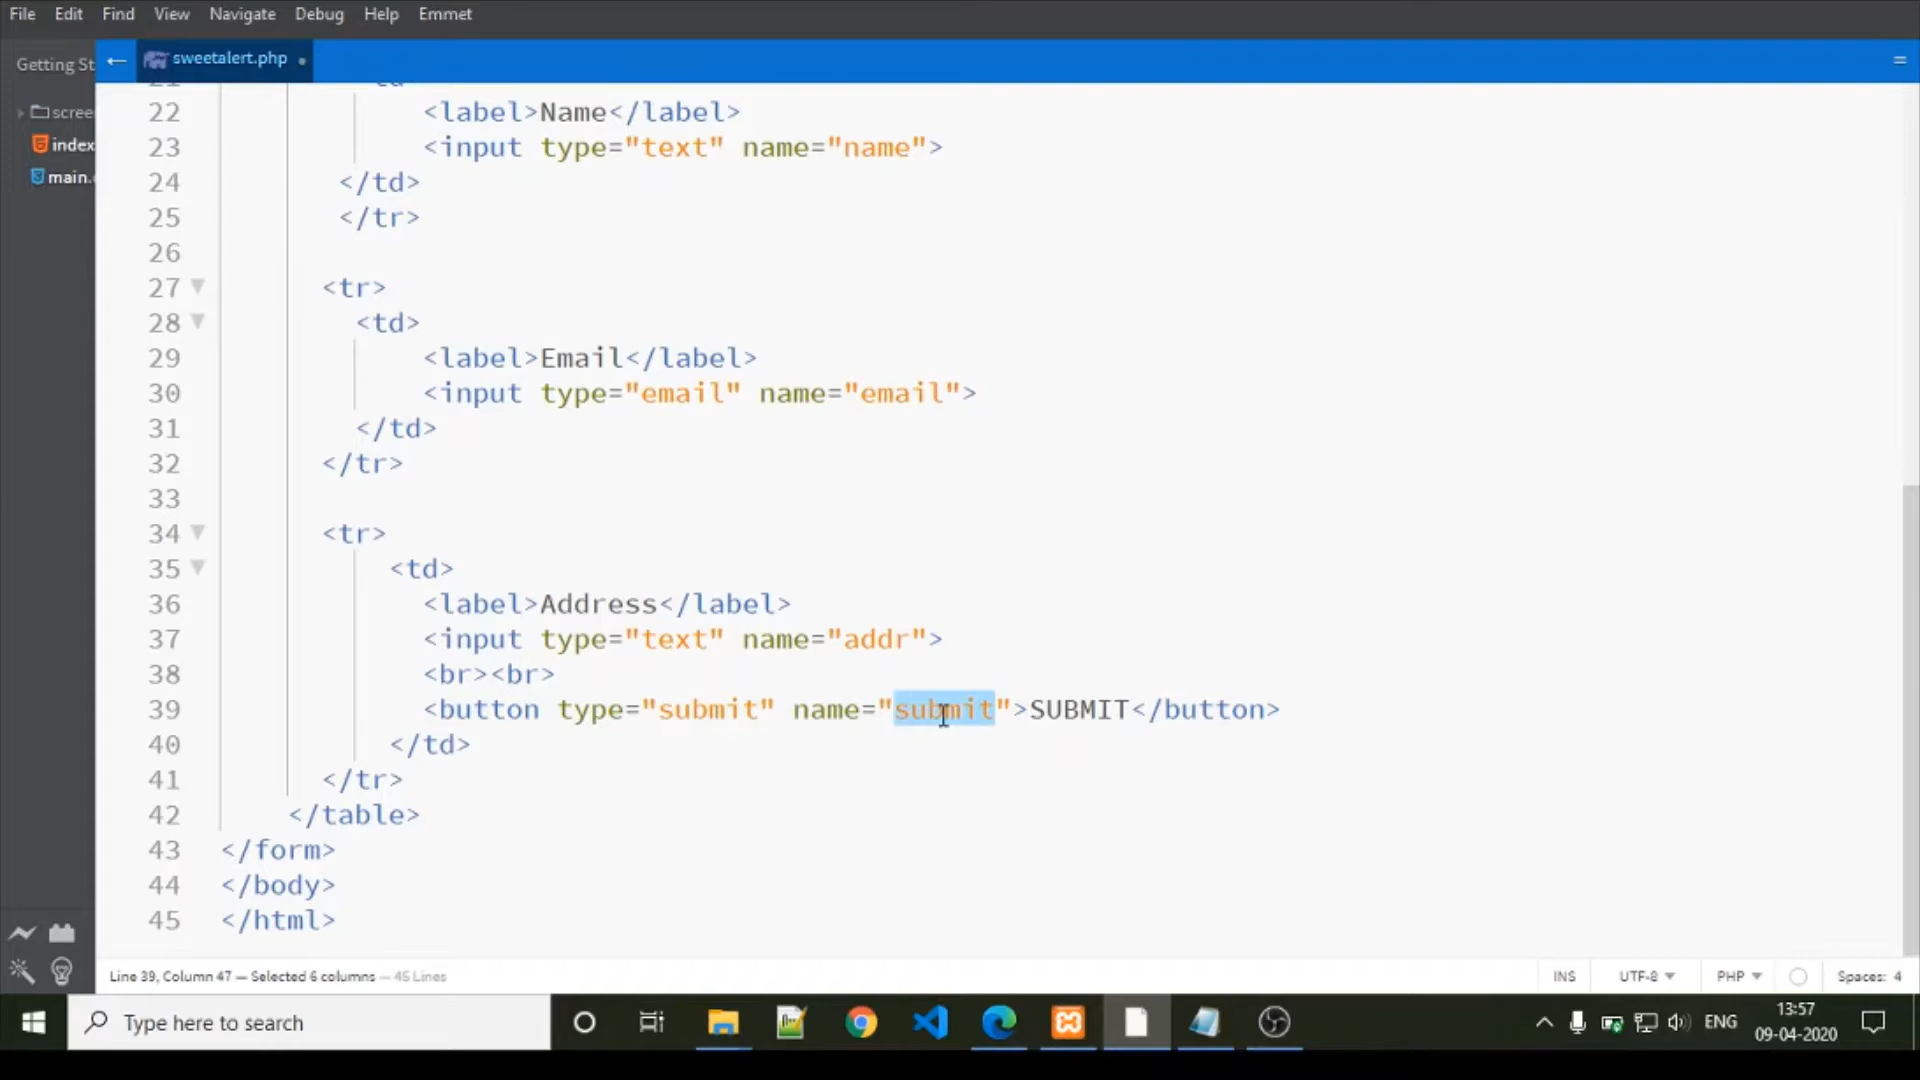 File Edit Find View Navigate Debug Help Emmet
Getting St
← sweetalert.php •
scree
index
main.
22 <label>Name</label>
23 <input type="text" name="name">
24 </td>
25 </tr>
26
27 <tr>
28 <td>
29 <label>Email</label>
30 <input type="email" name="email">
31 </td>
32 </tr>
33
34 <tr>
35 <td>
36 <label>Address</label>
37 <input type="text" name="addr">
38 <br><br>
39 <button type="submit" name="submit">SUBMIT</button>
40 </td>
41 </tr>
42 </table>
43 </form>
44 </body>
45 </html>
Line 39, Column 47 — Selected 6 columns — 45 Lines
INS UTF-8 PHP Spaces: 4
Type here to search
ENG
13:57
09-04-2020